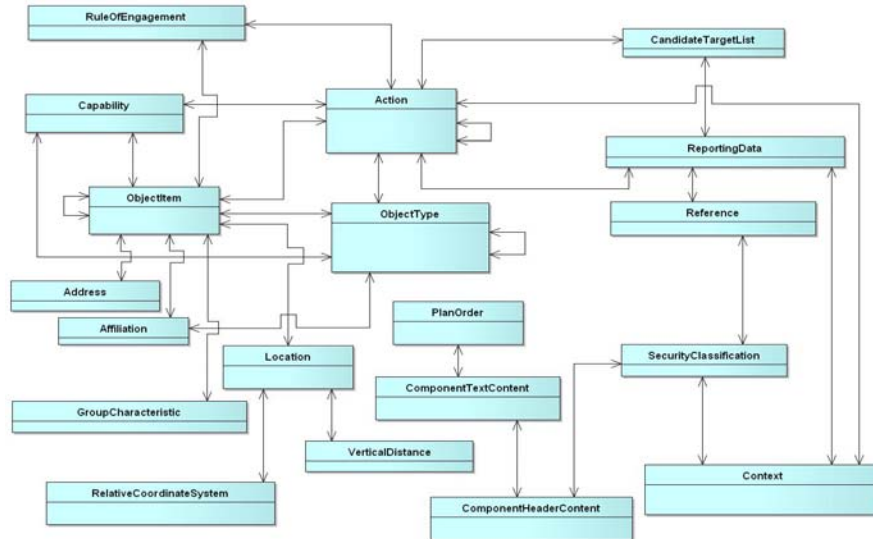 RuleOfEngagement
CandidateTargetList
Capability
Action
ReportingData
ObjectItem
ObjectType
Reference
Address
Affiliation
PlanOrder
Location
SecurityClassification
ComponentTextContent
GroupCharacteristic
VerticalDistance
Context
RelativeCoordinateSystem
ComponentHeaderContent